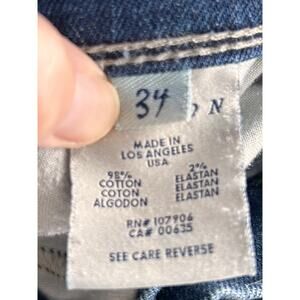 34
N
MADE IN
LOS ANGELES
USA
98% 2%
COTTON ELASTAN
COTON ELASTAN
ALGODON ELASTAN
RN# 107906
CA# 00635
SEE CARE REVERSE